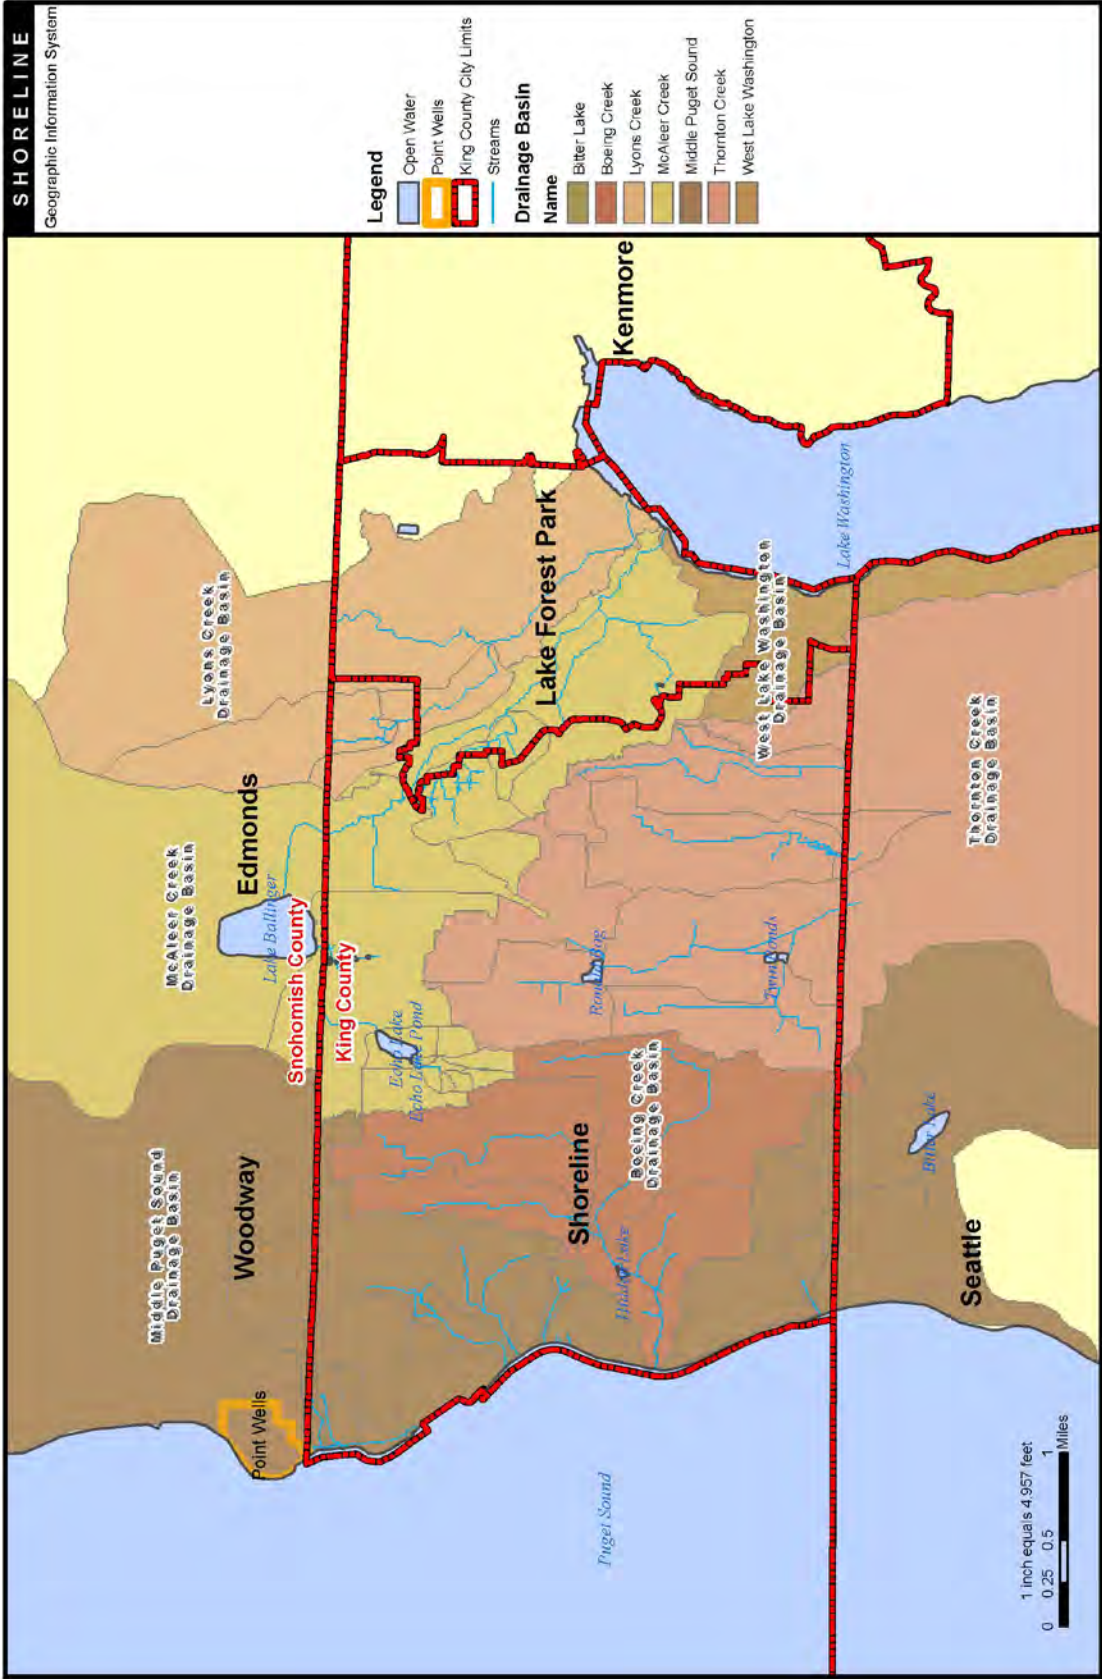 SHORELINE
Geographic Information System
Legend
Open Water
Point Wells
King County City Limits
Streams
Drainage Basin
Name
Bitter Lake
Boeing Creek
Lyons Creek
McAleer Creek
Middle Puget Sound
Thornton Creek
West Lake Washington
Middle Puget Sound
Drainage Basin
McAleer Creek
Drainage Basin
Lyons Creek
Drainage Basin
Woodway
Edmonds
Point Wells
Lake Ballinger
Snohomish County
King County
Echo Lake
Echo Lake Pond
Lake Forest Park
Kenmore
Shoreline
Boeing Creek
Drainage Basin
Hidden Lake
Ronald Bog
Twin Ponds
West Lake Washington
Drainage Basin
Lake Washington
Puget Sound
Bitter Lake
Seattle
Thornton Creek
Drainage Basin
1 inch equals 4,957 feet
0 0.25 0.5 1
Miles